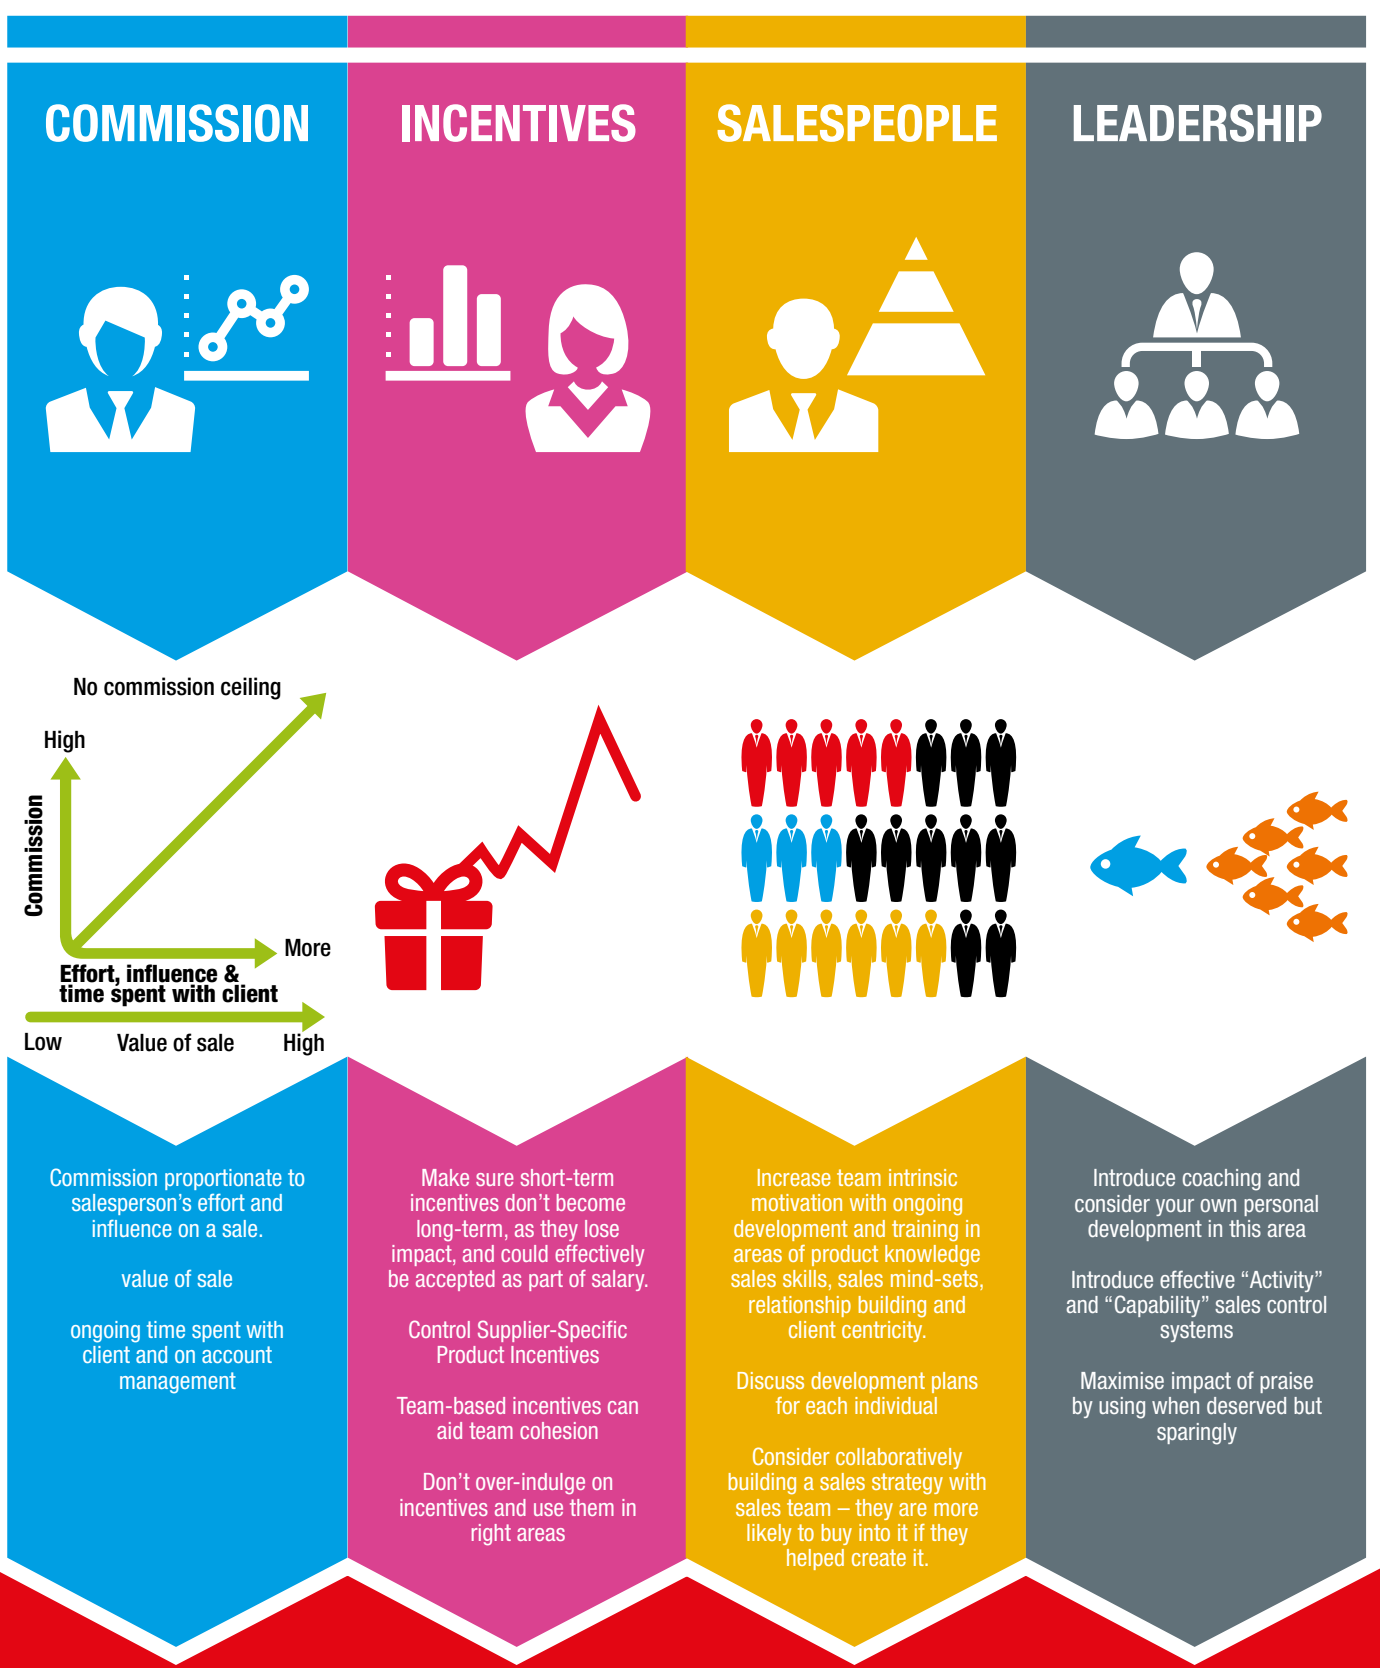 COMMISSION
INCENTIVES
SALESPEOPLE
LEADERSHIP
No commission ceiling
High
Commission
More
Effort, influence &
time spent with client
Low
Value of sale
High
Commission proportionate to
salesperson's effort and
influence on a sale.
value of sale
ongoing time spent with
client and on account
management
Make sure short-term
incentives don't become
long-term, as they lose
impact, and could effectively
be accepted as part of salary.
Control Supplier-Specific
Product Incentives
Team-based incentives can
aid team cohesion
Don't over-indulge on
incentives and use them in
right areas
Increase team intrinsic
motivation with ongoing
development and training in
areas of product knowledge
sales skills, sales mind-sets,
relationship building and
client centricity.
Discuss development plans
for each individual
Consider collaboratively
building a sales strategy with
sales team – they are more
likely to buy into it if they
helped create it.
Introduce coaching and
consider your own personal
development in this area
Introduce effective “Activity”
and “Capability” sales control
systems
Maximise impact of praise
by using when deserved but
sparingly